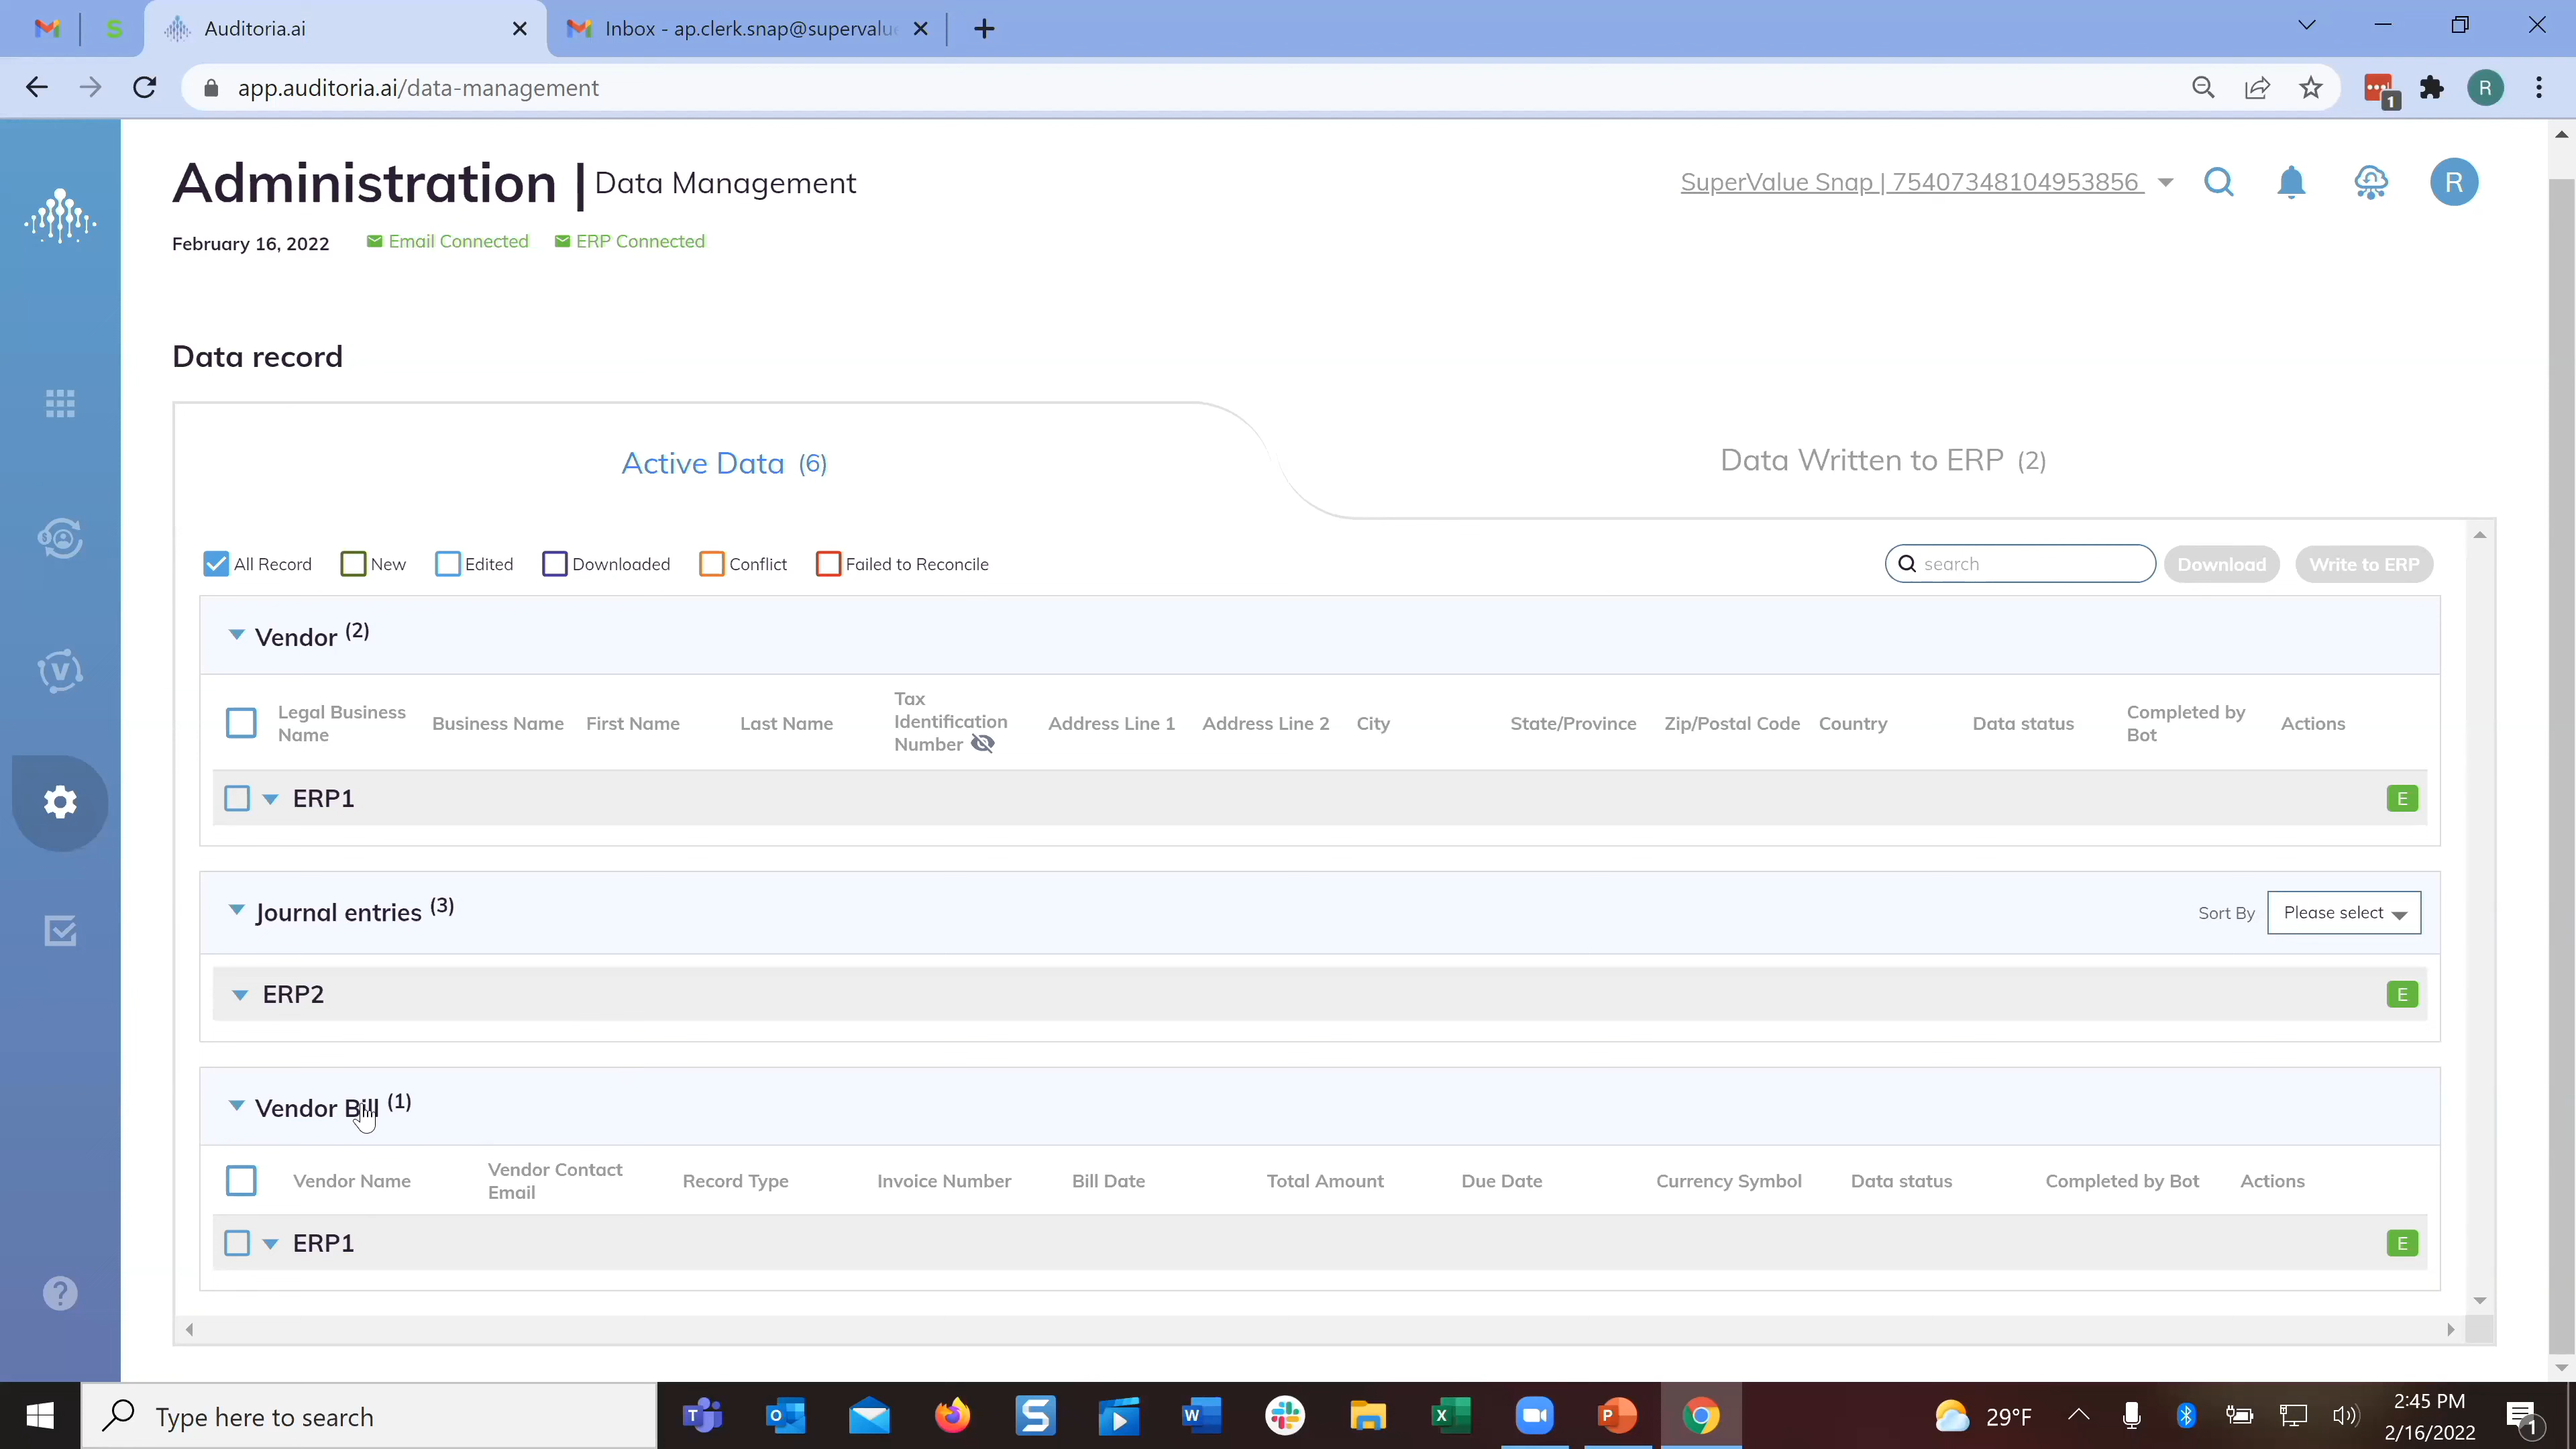 Auditoria.ai
Inbox - ap.clerk.snap@supervalu
app.auditoria.ai/data-management
1
R
Administration | Data Management
SuperValue Snap | 75407348104953856
R
February 16, 2022
Email Connected
ERP Connected
Data record
Active Data (6)
Data Written to ERP (2)
All Record
New
Edited
Downloaded
Conflict
Failed to Reconcile
search
Download
Write to ERP
Vendor (2)
Legal Business Name
Business Name
First Name
Last Name
Tax Identification Number
Address Line 1
Address Line 2
City
State/Province
Zip/Postal Code
Country
Data status
Completed by Bot
Actions
ERP1
E
Journal entries (3)
Sort By
Please select
ERP2
E
Vendor Bill (1)
Vendor Name
Vendor Contact Email
Record Type
Invoice Number
Bill Date
Total Amount
Due Date
Currency Symbol
Data status
Completed by Bot
Actions
ERP1
E
Type here to search
29°F
2:45 PM
2/16/2022
1